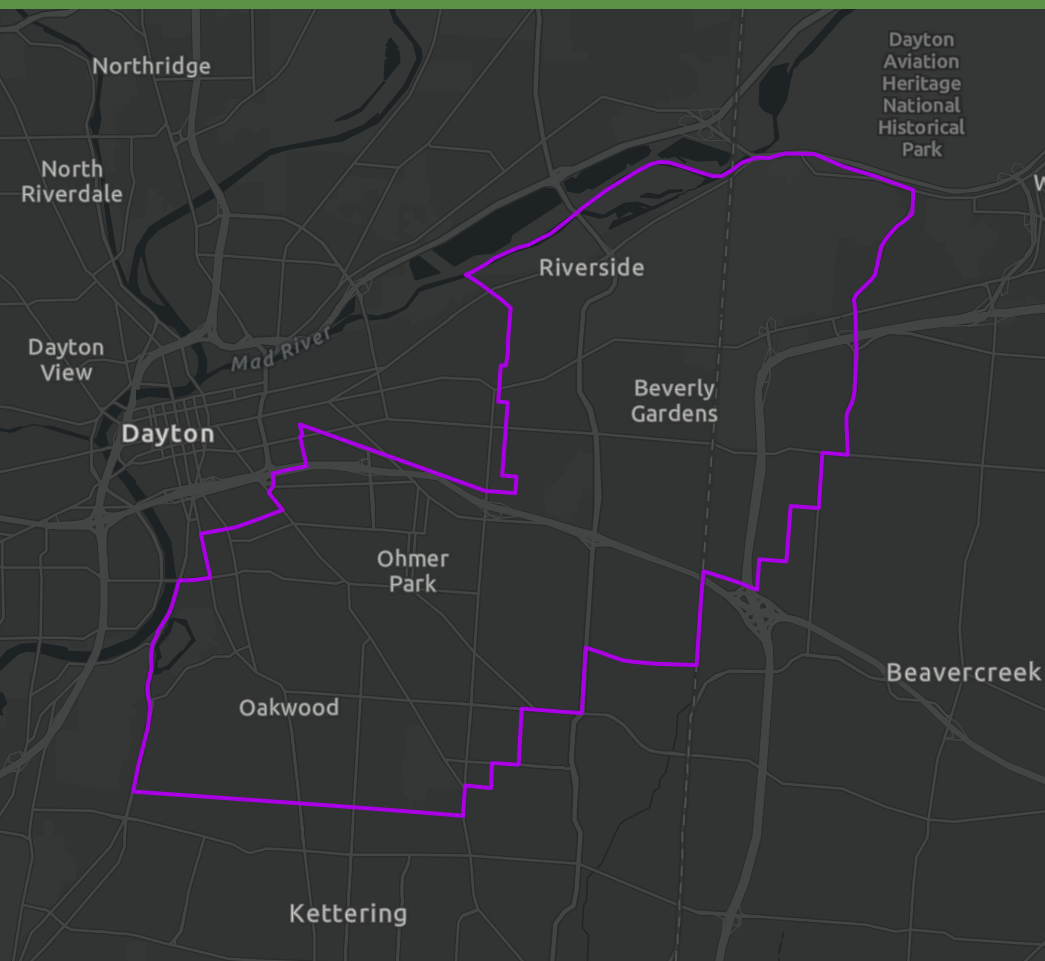 Northridge
Dayton
Aviation
Heritage
National
Historical
Park
North
Riverdale
W
Riverside
Mad River
Dayton
View
Beverly
Gardens
Dayton
Ohmer
Park
Beavercreek
Oakwood
Kettering